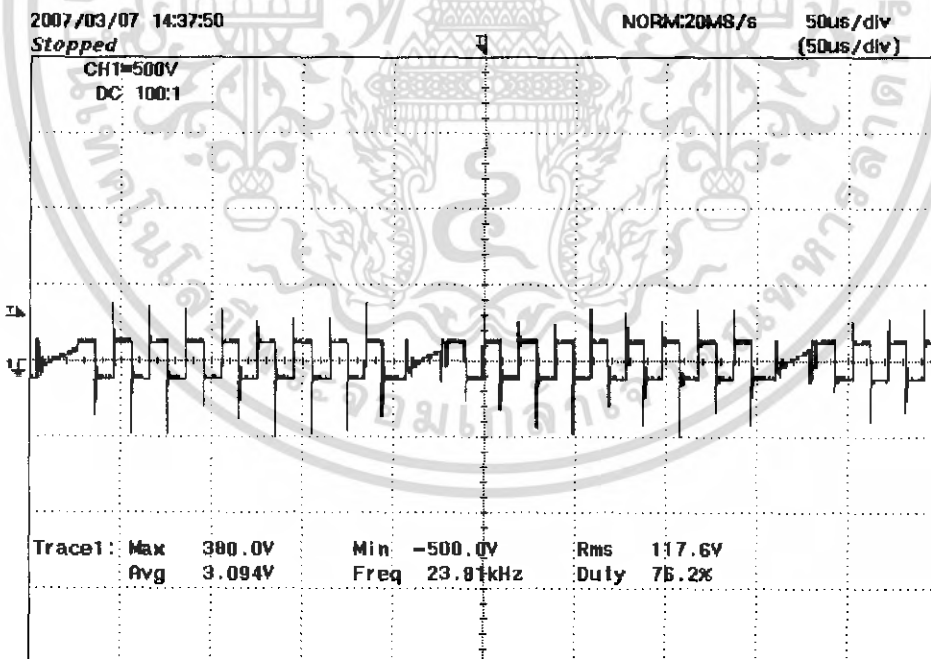 2007/03/07 14:37:50
NORM:20MS/s 50us/div
Stopped
(50us/div)
CH1=500V
DC 100:1
Trace1: Max 380.0V Min -500.0V Rms 117.6V
Avg 3.094V Freq 23.81kHz Duty 76.2%